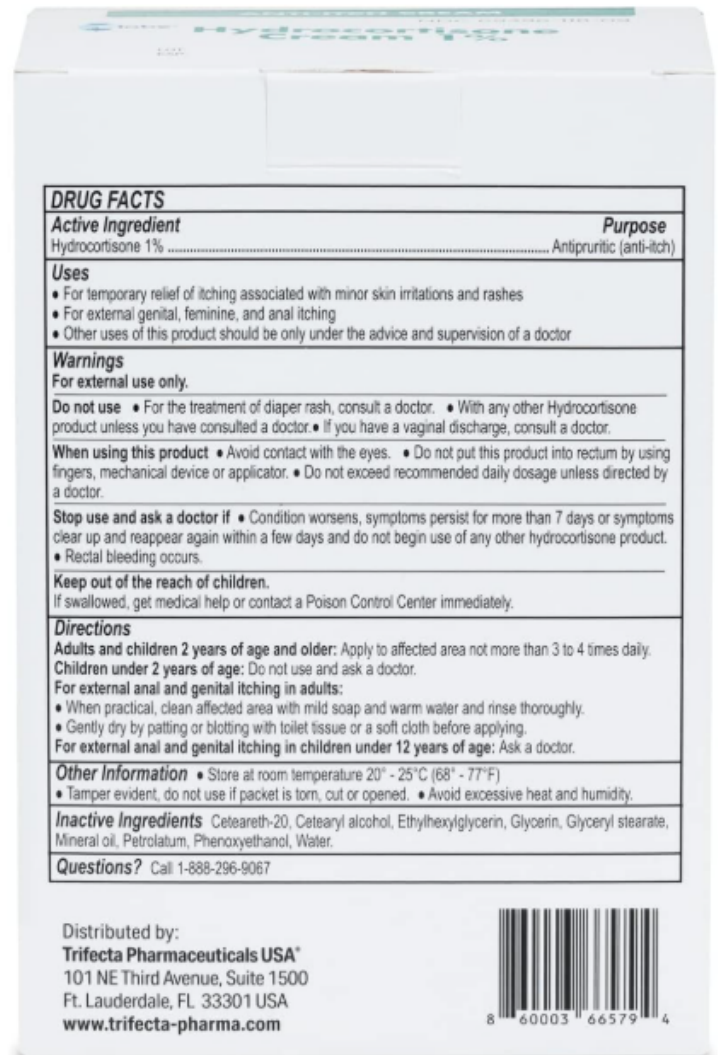 Hydrocortisone
Cream 1%
DRUG FACTS
Active Ingredient Purpose
Hydrocortisone 1% ........ Antipruritic (anti-itch)
Uses
• For temporary relief of itching associated with minor skin irritations and rashes
• For external genital, feminine, and anal itching
• Other uses of this product should be only under the advice and supervision of a doctor
Warnings
For external use only.
Do not use • For the treatment of diaper rash, consult a doctor. • With any other Hydrocortisone
product unless you have consulted a doctor.• If you have a vaginal discharge, consult a doctor.
When using this product • Avoid contact with the eyes. • Do not put this product into rectum by using
fingers, mechanical device or applicator. • Do not exceed recommended daily dosage unless directed by
a doctor.
Stop use and ask a doctor if • Condition worsens, symptoms persist for more than 7 days or symptoms
clear up and reappear again within a few days and do not begin use of any other hydrocortisone product.
• Rectal bleeding occurs.
Keep out of the reach of children.
If swallowed, get medical help or contact a Poison Control Center immediately.
Directions
Adults and children 2 years of age and older: Apply to affected area not more than 3 to 4 times daily.
Children under 2 years of age: Do not use and ask a doctor.
For external anal and genital itching in adults:
• When practical, clean affected area with mild soap and warm water and rinse thoroughly.
• Gently dry by patting or blotting with toilet tissue or a soft cloth before applying.
For external anal and genital itching in children under 12 years of age: Ask a doctor.
Other Information • Store at room temperature 20° - 25°C (68° - 77°F)
• Tamper evident, do not use if packet is torn, cut or opened. • Avoid excessive heat and humidity.
Inactive Ingredients Ceteareth-20, Cetearyl alcohol, Ethylhexylglycerin, Glycerin, Glyceryl stearate,
Mineral oil, Petrolatum, Phenoxyethanol, Water.
Questions? Call 1-888-296-9067
Distributed by:
Trifecta Pharmaceuticals USA®
101 NE Third Avenue, Suite 1500
Ft. Lauderdale, FL 33301 USA
www.trifecta-pharma.com
8 60003 66579 4